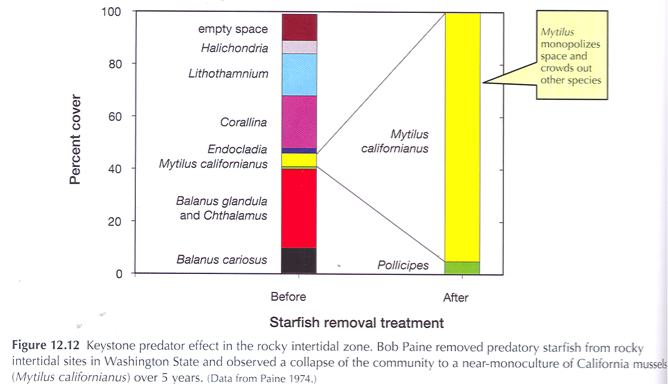 100
80
60
40
20
0
Percent cover
empty space
Halichondria
Lithothamnium
Corallina
Endocladia
Mytilus californianus
Balanus glandula
and Chthalamus
Balanus cariosus
Mytilus
californianus
Pollicipes
Mytilus
monopolizes
space and
crowds out
other species
Before
After
Starfish removal treatment
Figure 12.12 Keystone predator effect in the rocky intertidal zone. Bob Paine removed predatory starfish from rocky
intertidal sites in Washington State and observed a collapse of the community to a near-monoculture of California mussels
(Mytilus californianus) over 5 years. (Data from Paine 1974.)